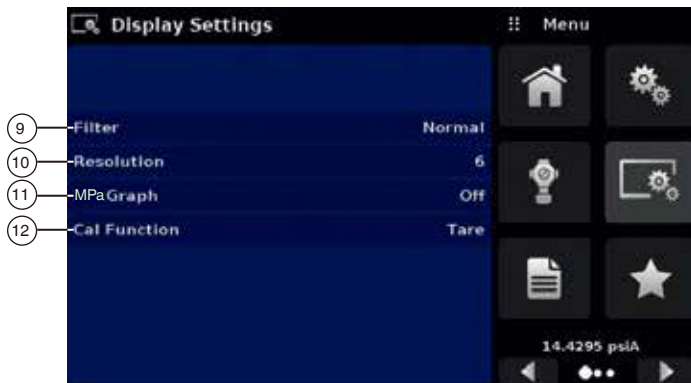 Display Settings
Menu
9 Filter Normal
10 Resolution 6
11 MPa Graph Off
12 Cal Function Tare
14.4295 psiA